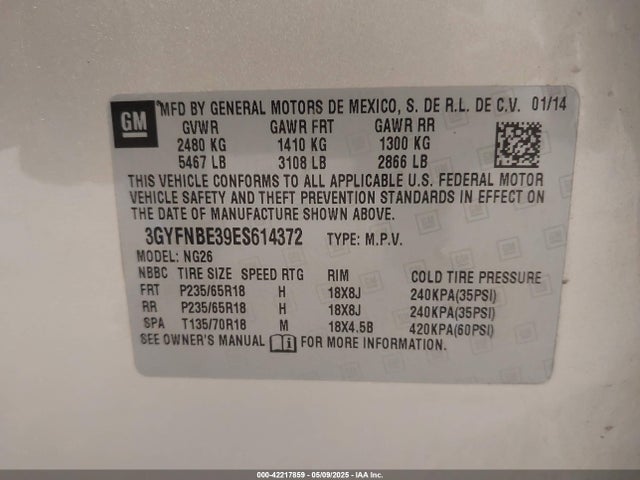 GM
MFD BY GENERAL MOTORS DE MEXICO, S. DE R.L. DE C.V. 01/14
GVWR GAWR FRT GAWR RR
2480 KG 1410 KG 1300 KG
5467 LB 3108 LB 2866 LB
THIS VEHICLE CONFORMS TO ALL APPLICABLE U.S. FEDERAL MOTOR
VEHICLE SAFETY AND THEFT PREVENTION STANDARDS IN EFFECT ON
THE DATE OF MANUFACTURE SHOWN ABOVE.
3GYFNBE39ES614372 TYPE: M.P.V.
MODEL: NG26
NBBC TIRE SIZE SPEED RTG RIM COLD TIRE PRESSURE
FRT P235/65R18 H 18X8J 240KPA(35PSI)
RR P235/65R18 H 18X8J 240KPA(35PSI)
SPA T135/70R18 M 18X4.5B 420KPA(60PSI)
SEE OWNER'S MANUAL FOR MORE INFORMATION.
000-42217859 - 05/09/2025 - IAA Inc.